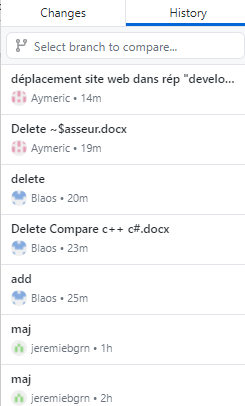 Changes
History
Select branch to compare...
déplacement site web dans rép "develo...
Aymeric • 14m
Delete ~$asseur.docx
Aymeric • 19m
delete
Blaos • 20m
Delete Compare c++ c#.docx
Blaos • 23m
add
Blaos • 25m
maj
jeremiebgrn • 1h
maj
jeremiebgrn • 2h